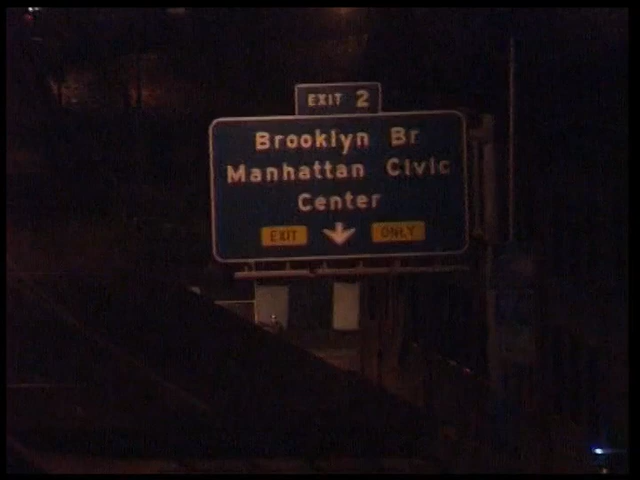 EXIT 2
Brooklyn Br
Manhattan Civic
Center
EXIT ONLY